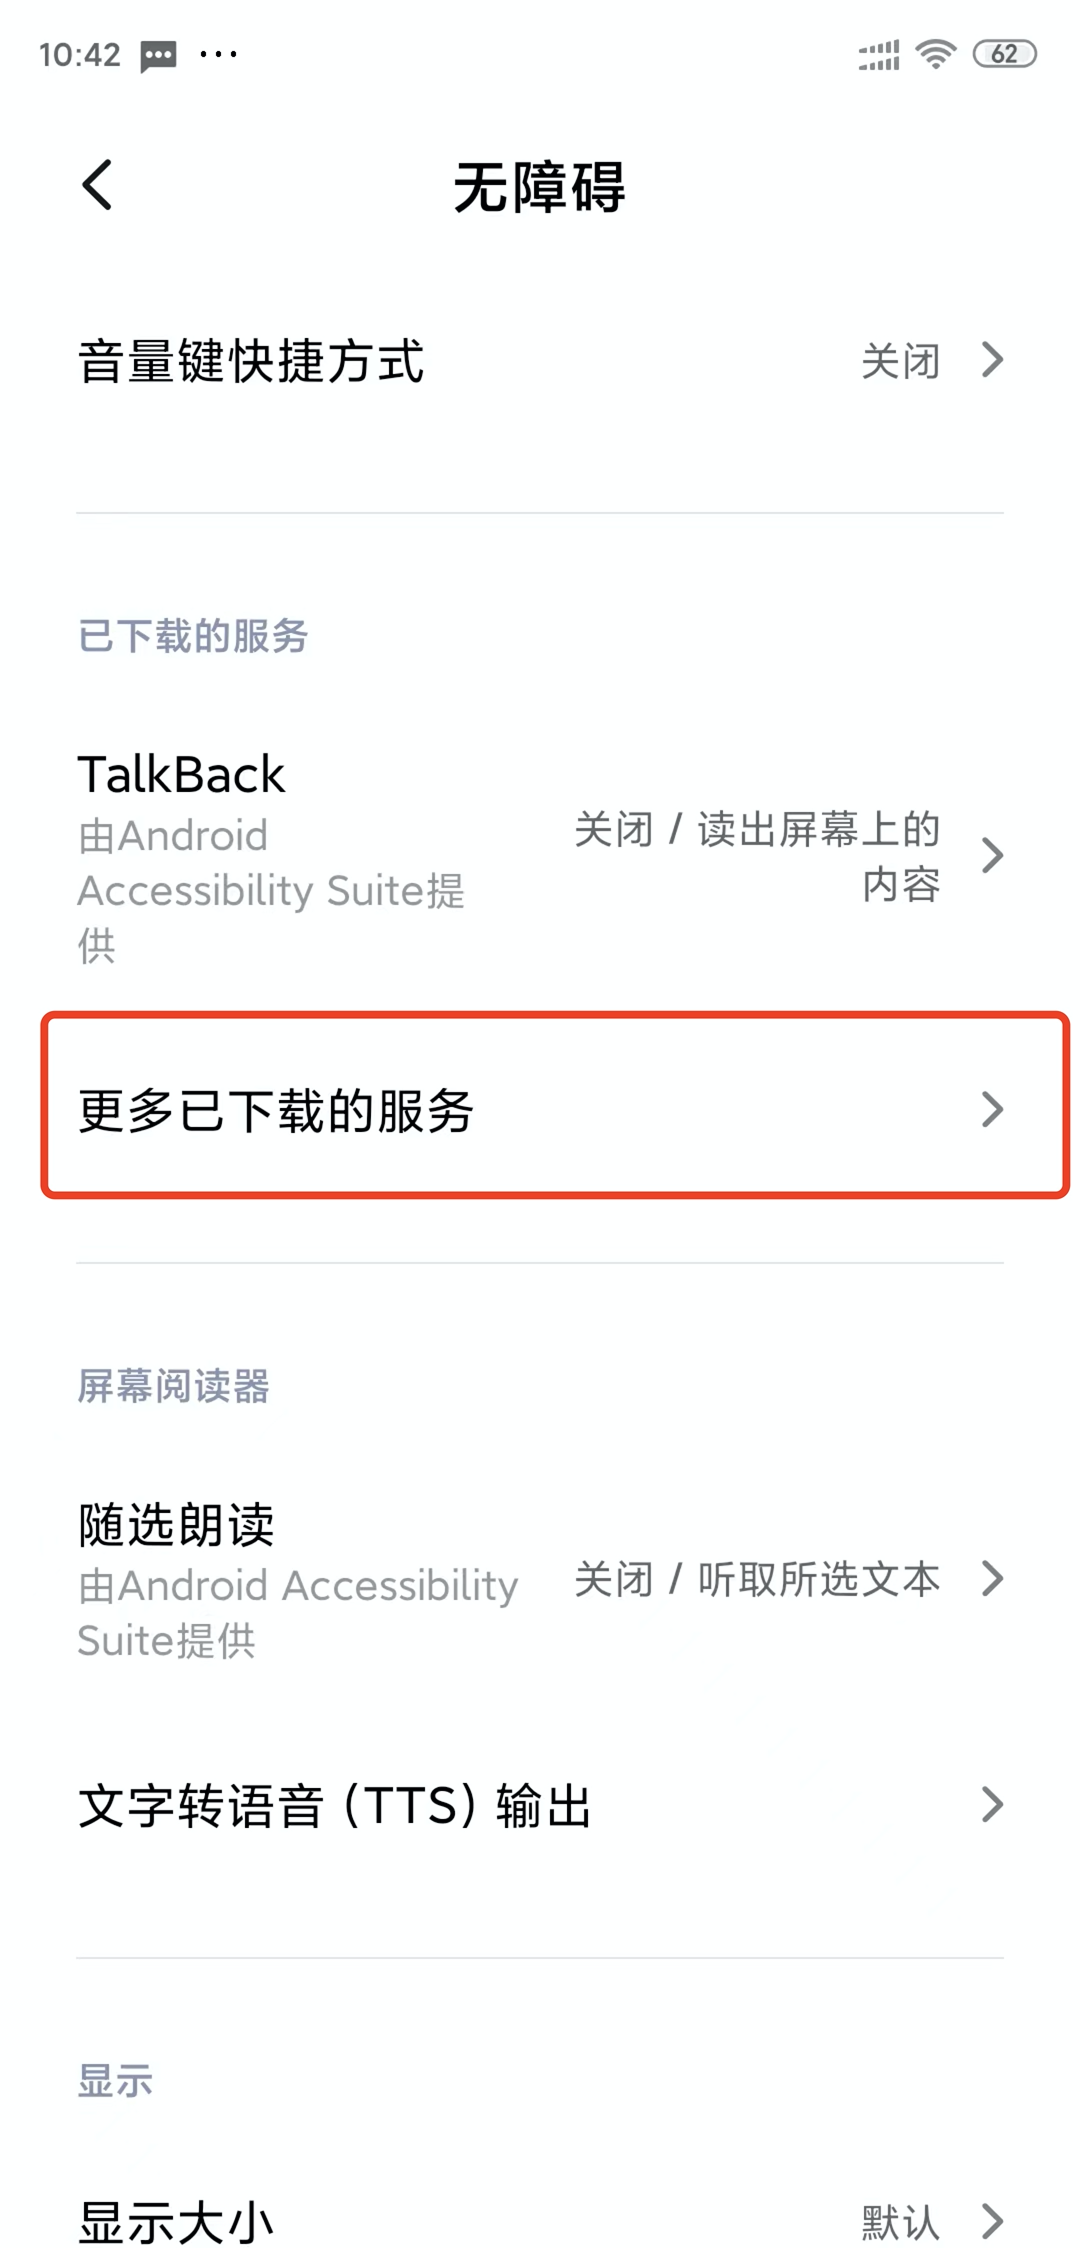 10:42
62
无障碍
音量键快捷方式
关闭
已下载的服务
TalkBack
由Android
Accessibility Suite提
供
关闭 / 读出屏幕上的
内容
更多已下载的服务
屏幕阅读器
随选朗读
由Android Accessibility
Suite提供
关闭 / 听取所选文本
文字转语音 (TTS) 输出
显示
显示大小
默认